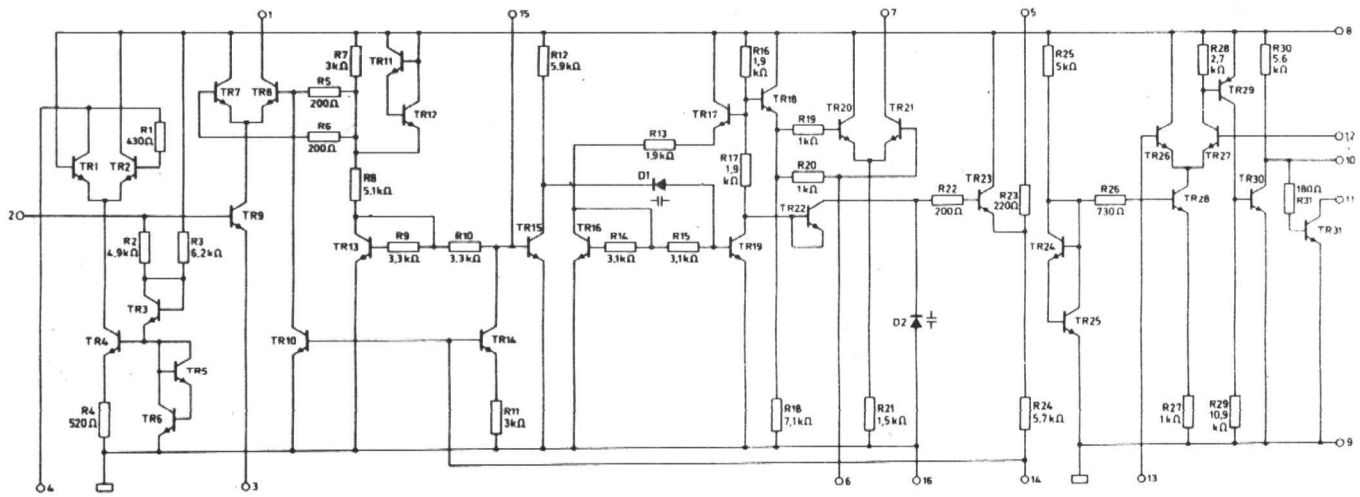 1
15
7
5
8
R7
3kΩ
TR11
R12
5.9kΩ
R16
1,9
kΩ
R25
5kΩ
R28
2,7
kΩ
R30
5.6
kΩ
TR7
TR8
R5
200Ω
TR18
TR20
TR21
TR29
TR12
TR17
R1
430Ω
R6
200Ω
R13
1,9kΩ
R19
1kΩ
12
TR26
TR27
10
TR1
TR2
R8
5.1kΩ
D1
R17
1,9
kΩ
R20
1kΩ
TR23
R22
200Ω
R23
220Ω
R26
730Ω
TR28
TR30
180Ω
R31
11
2
TR9
TR22
TR31
R2
4,9kΩ
R3
6,2kΩ
TR13
R9
3,3kΩ
R10
3,3kΩ
TR15
TR16
R14
3,1kΩ
R15
3,1kΩ
TR19
TR24
TR3
D2
TR25
TR4
TR10
TR14
TR5
TR6
R4
520Ω
R11
3kΩ
R18
7,1kΩ
R21
1,5kΩ
R24
5,7kΩ
R27
1kΩ
R29
10,9
kΩ
9
4
3
6
16
14
13